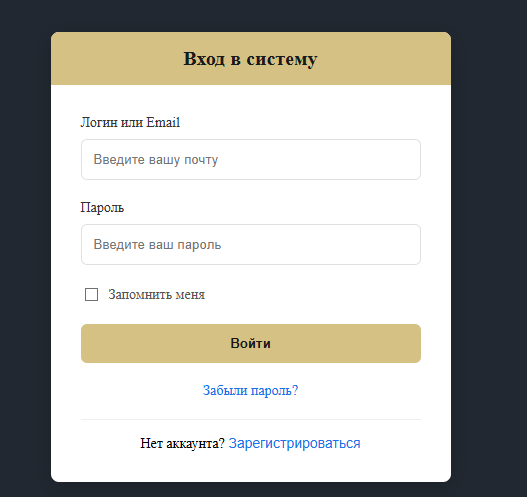 Вход в систему
Логин или Email
Введите вашу почту
Пароль
Введите ваш пароль
Запомнить меня
Войти
Забыли пароль?
Нет аккаунта? Зарегистрироваться